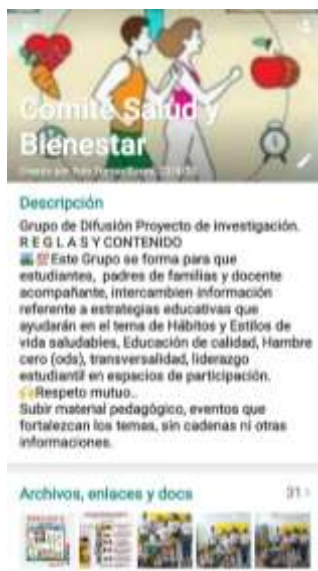 Comité Salud y
Bienestar
Descripción
Grupo de Difusión Proyecto de Investigación.
R E G L A S Y CONTENIDO
💯Este Grupo se forma para que
estudiantes, padres de familias y docente
acompañante, intercambien información
referente a estrategias educativas que
ayudarán en el tema de Hábitos y Estilos de
vida saludables, Educación de calidad, Hambre
cero (ods), transversalidad, liderazgo
estudiantil en espacios de participación.
🙌Respeto mutuo..
Subir material pedagógico, eventos que
fortalezcan los temas, sin cadenas ni otras
informaciones.
Archivos, enlaces y docs
31 >